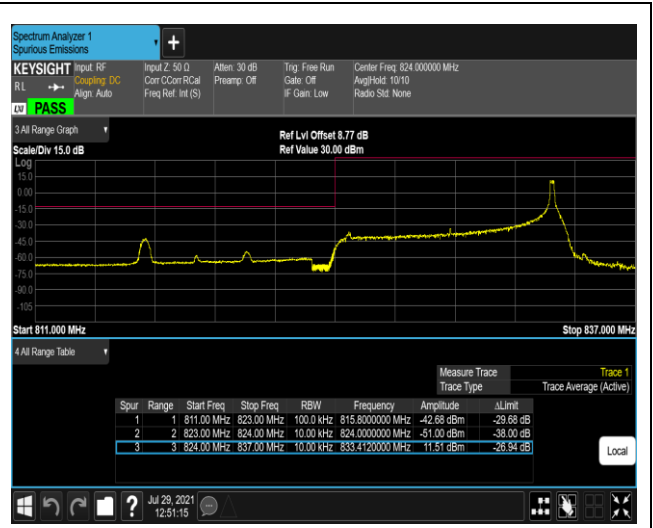 Spectrum Analyzer 1
Spurious Emissions
KEYSIGHT
R L
LXI PASS
Input: RF
Coupling: DC
Align: Auto
Input Z: 50 Ω
Corr CCorr RCal
Freq Ref: Int (S)
Atten: 30 dB
Preamp: Off
Trig: Free Run
Gate: Off
IF Gain: Low
Center Freq: 824.000000 MHz
Avg|Hold: 10/10
Radio Std: None
3 All Range Graph
Ref Lvl Offset 8.77 dB
Scale/Div 15.0 dB
Ref Value 30.00 dBm
Log
15.0
0.00
-15.0
-30.0
-45.0
-60.0
-75.0
-90.0
-105
Start 811.000 MHz
Stop 837.000 MHz
4 All Range Table
Measure Trace Trace 1
Trace Type Trace Average (Active)
Spur Range Start Freq Stop Freq RBW Frequency Amplitude ΔLimit
1 1 811.00 MHz 823.00 MHz 100.0 kHz 815.8000000 MHz -42.68 dBm -29.68 dB
2 2 823.00 MHz 824.00 MHz 10.00 kHz 824.0000000 MHz -51.00 dBm -38.00 dB
3 3 824.00 MHz 837.00 MHz 10.00 kHz 833.4120000 MHz 11.51 dBm -26.94 dB
Local
?
Jul 29, 2021
12:51:15